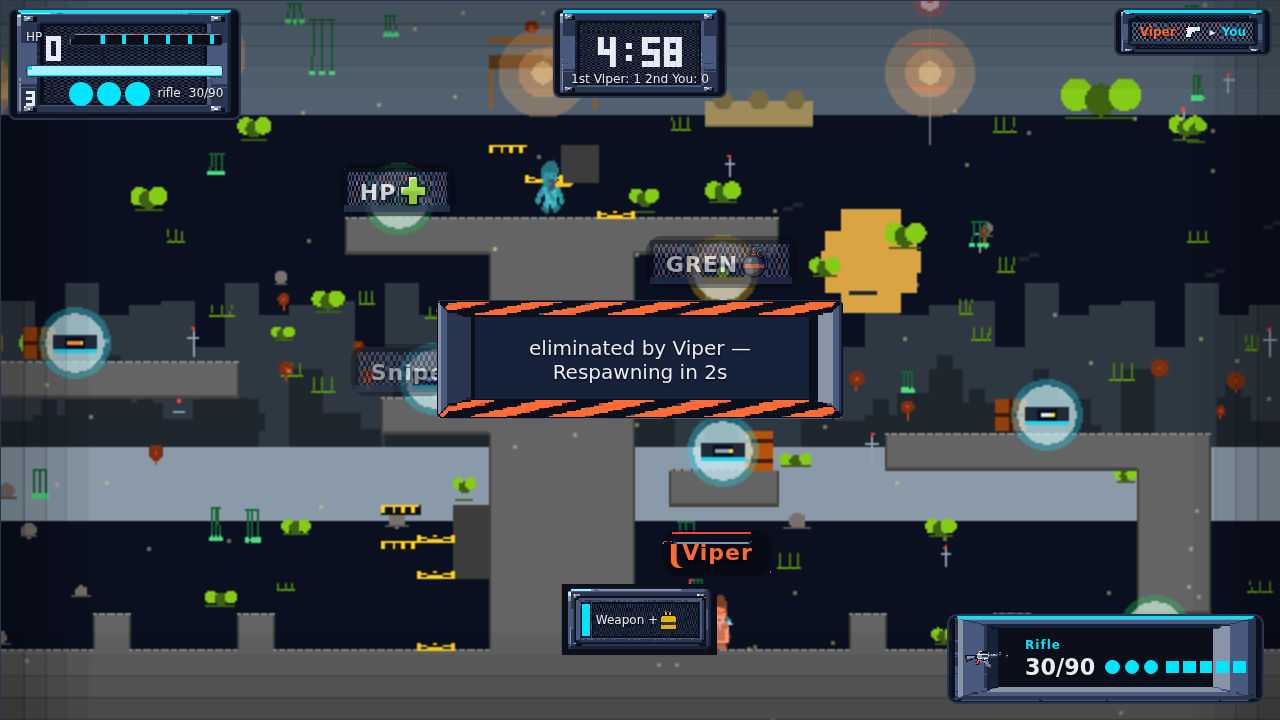 HP
0
3
rifle 30/90
4:58
1st Viper: 1 2nd You: 0
Viper ▸ You
HP
GREN
Snipe
eliminated by Viper —
Respawning in 2s
Viper
Weapon +
Rifle
30/90